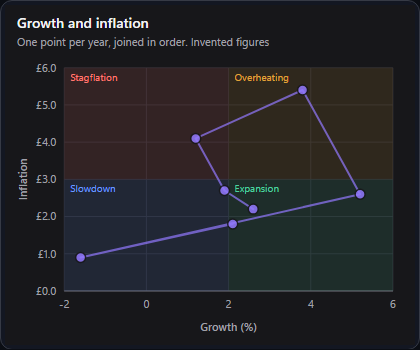 Growth and inflation
One point per year, joined in order. Invented figures
£6.0
Stagflation
Overheating
£5.0
£4.0
£3.0
Slowdown
Expansion
£2.0
£1.0
£0.0
Inflation
-2
0
2
4
6
Growth (%)